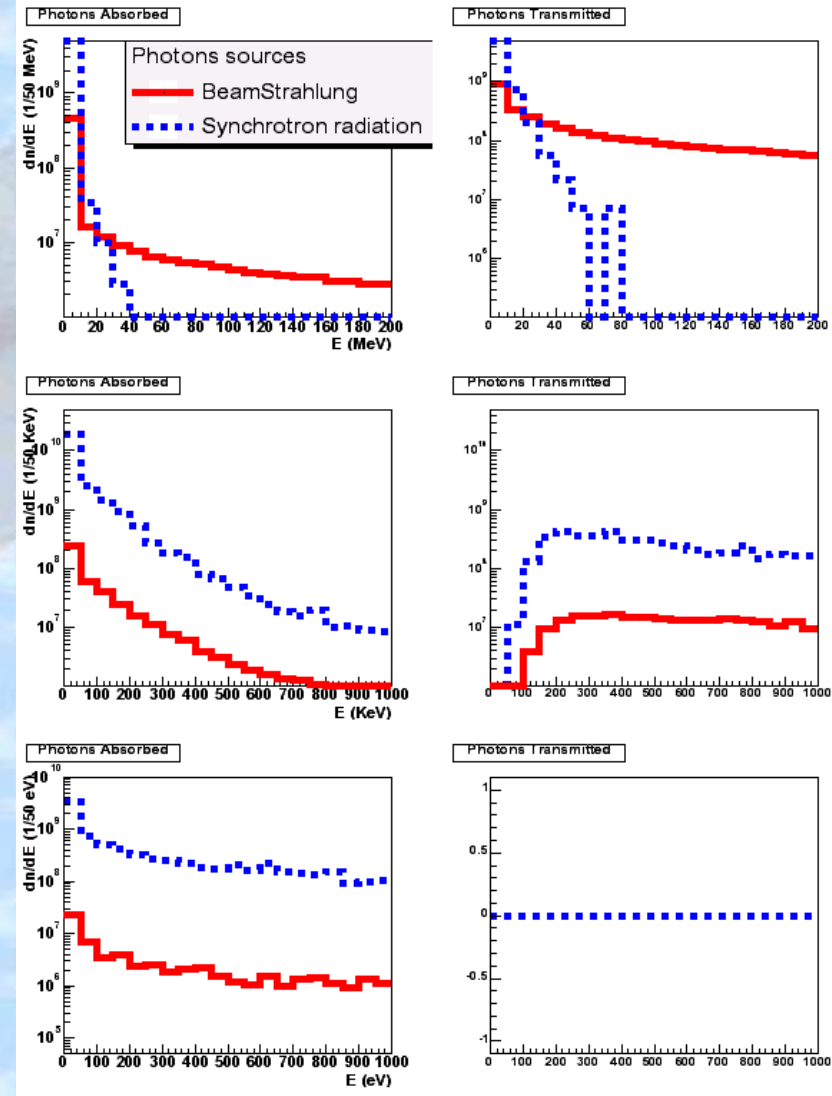 Photons Absorbed
Photons Transmitted
Photons sources
BeamStrahlung
Synchrotron radiation
dn/dE (1/50 MeV)
10⁹
10⁸
10⁷
0 20 40 60 80 100 120 140 160 180 200
E (MeV)
10⁹
10⁸
10⁷
10⁶
0 20 40 60 80 100 120 140 160 180 200
Photons Absorbed
Photons Transmitted
dn/dE (1/50 KeV)
10¹⁰
10⁹
10⁸
10⁷
0 100 200 300 400 500 600 700 800 900 1000
E (KeV)
10¹⁰
10⁹
10⁸
10⁷
0 100 200 300 400 500 600 700 800 900 1000
Photons Absorbed
Photons Transmitted
dn/dE (1/50 eV)
10¹⁰
10⁹
10⁸
10⁷
10⁶
10⁵
0 100 200 300 400 500 600 700 800 900 1000
E (eV)
1
0.5
0
-0.5
-1
0 100 200 300 400 500 600 700 800 900 1000